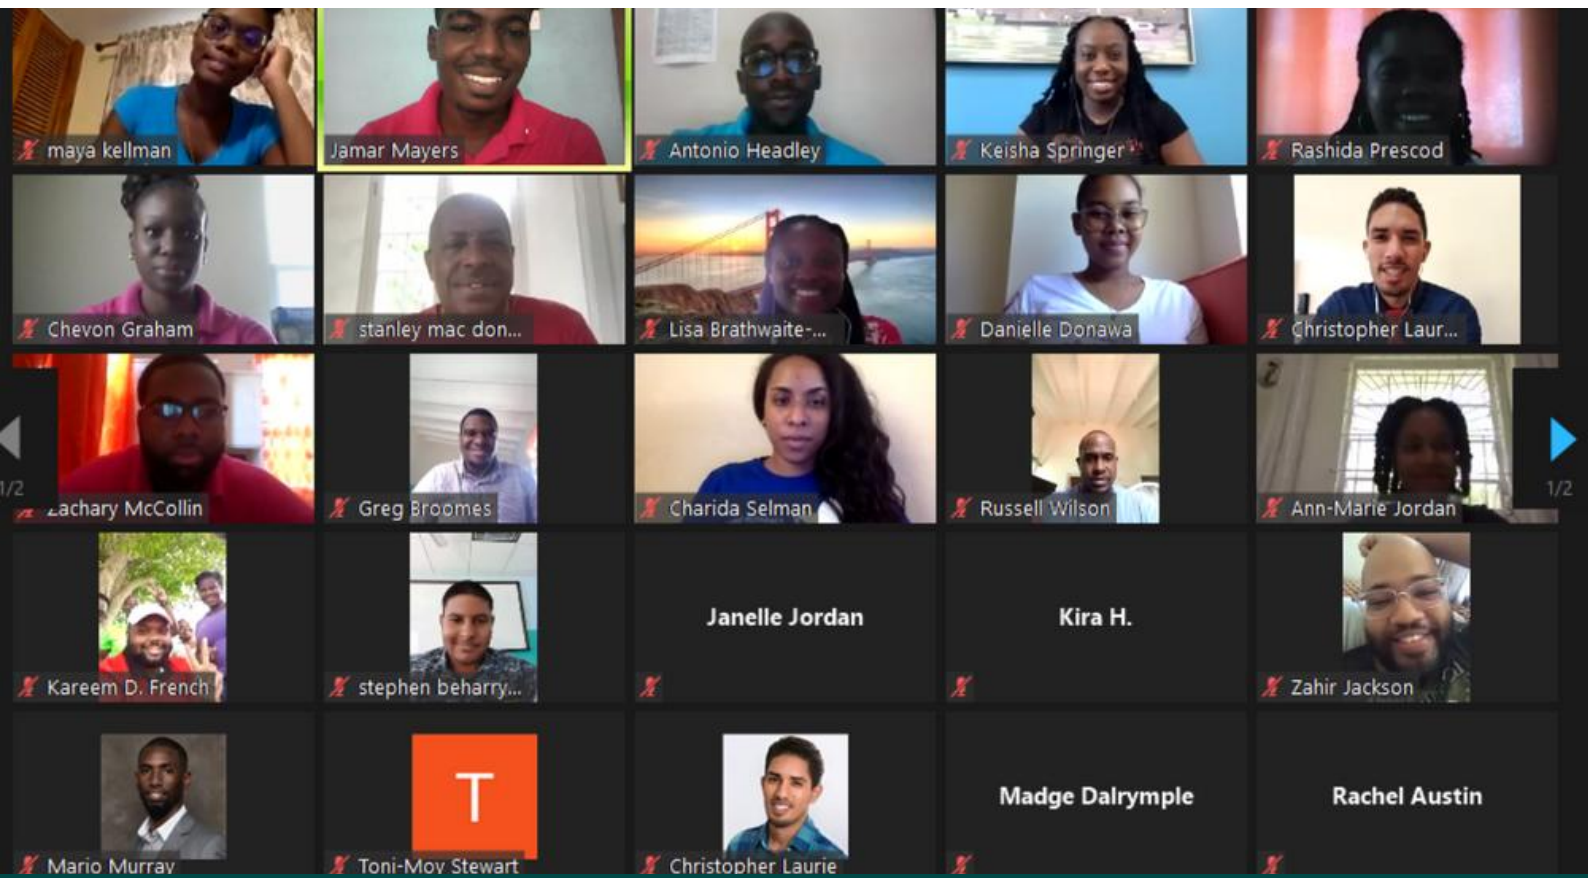 maya kellman
Jamar Mayers
Antonio Headley
Keisha Springer
Rashida Prescod
Chevon Graham
stanley mac don...
Lisa Brathwaite-...
Danielle Donawa
Christopher Laur...
Zachary McCollin
Greg Broomes
Charida Selman
Russell Wilson
Ann-Marie Jordan
1/2
1/2
Kareem D. French
stephen beharry...
Janelle Jordan
Kira H.
Zahir Jackson
Mario Murray
T
Toni-Moy Stewart
Christopher Laurie
Madge Dalrymple
Rachel Austin